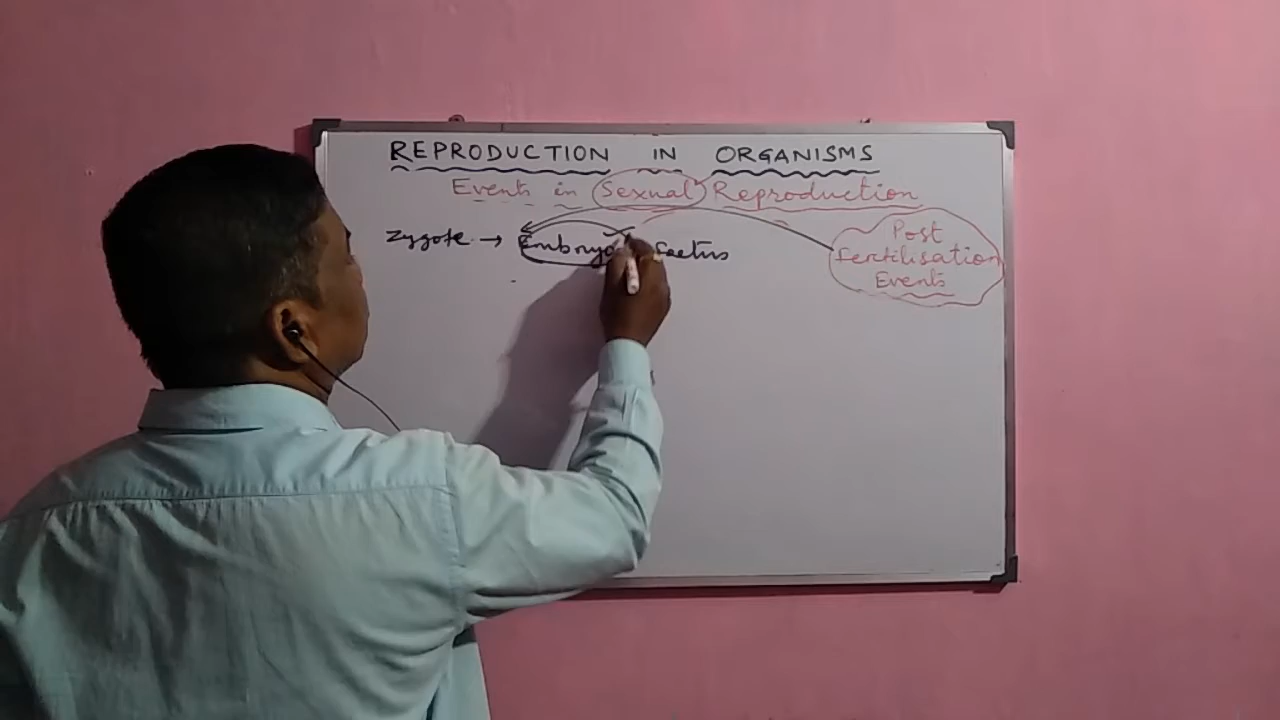 REPRODUCTION IN ORGANISMS
Events in Sexual Reproduction
Zygote → Embryo foetus
Post
Fertilisation
Events